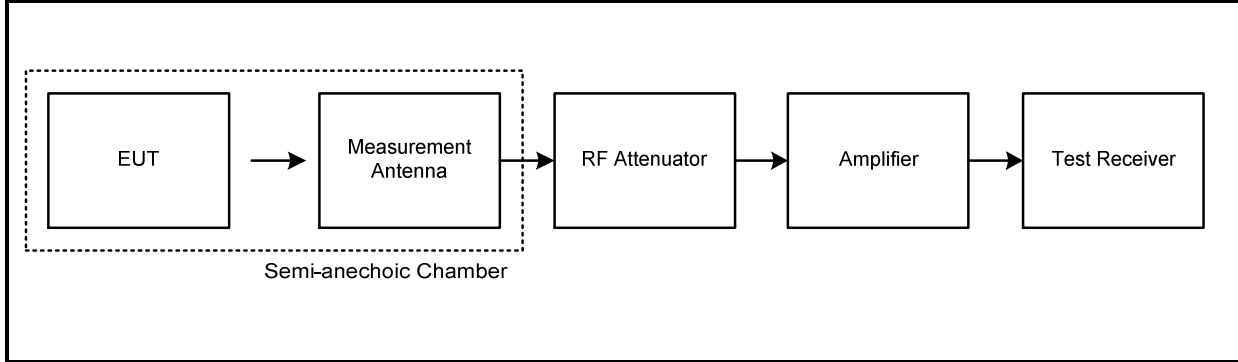 EUT
Measurement
Antenna
RF Attenuator
Amplifier
Test Receiver
Semi-anechoic Chamber